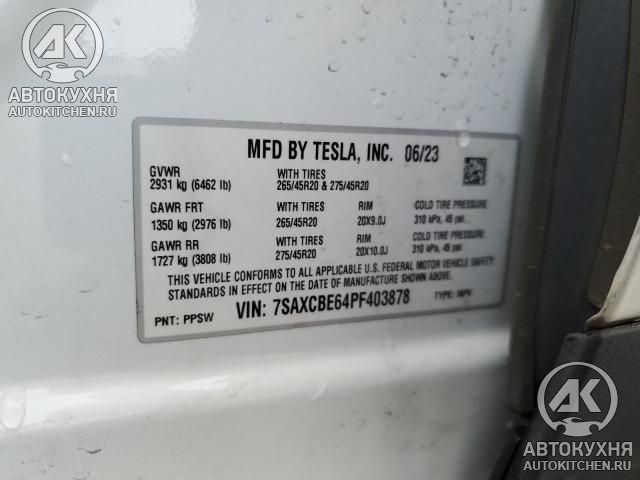 АК
АВТОКУХНЯ
AUTOKITCHEN.RU
MFD BY TESLA, INC. 06/23
GVWR WITH TIRES
2931 kg (6462 lb) 265/45R20 & 275/45R20
GAWR FRT WITH TIRES RIM COLD TIRE PRESSURE
1350 kg (2976 lb) 265/45R20 20X9.0J 310 kPa, 45 psi
GAWR RR WITH TIRES RIM COLD TIRE PRESSURE
1727 kg (3808 lb) 275/45R20 20X10.0J 310 kPa, 45 psi
THIS VEHICLE CONFORMS TO ALL APPLICABLE U.S. FEDERAL MOTOR VEHICLE SAFETY
STANDARDS IN EFFECT ON THE DATE OF MANUFACTURE SHOWN ABOVE.
PNT: PPSW VIN: 7SAXCBE64PF403878 TYPE: MPV
АК
АВТОКУХНЯ
AUTOKITCHEN.RU